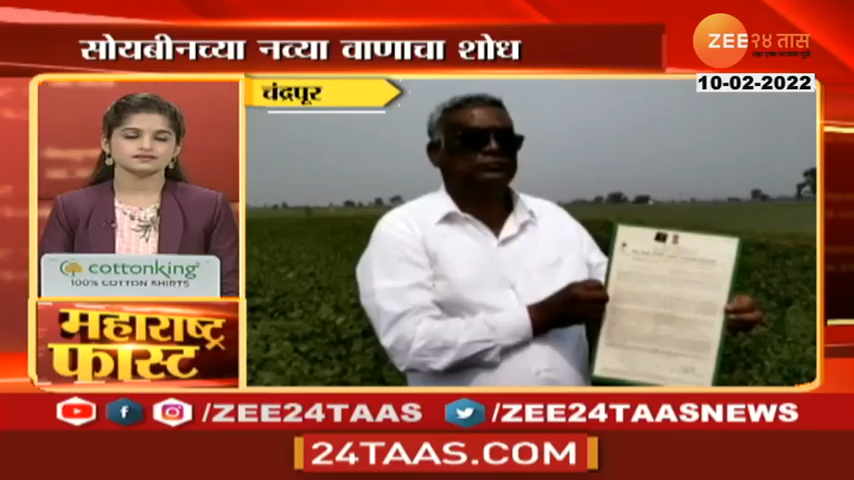 सोयबीनच्या नव्या वाणाचा शोध
ZEE २४ तास
10-02-2022
चंद्रपूर
cottonking
100% COTTON SHIRTS
महाराष्ट्र
फास्ट
/ZEE24TAAS
/ZEE24TAASNEWS
24TAAS.COM